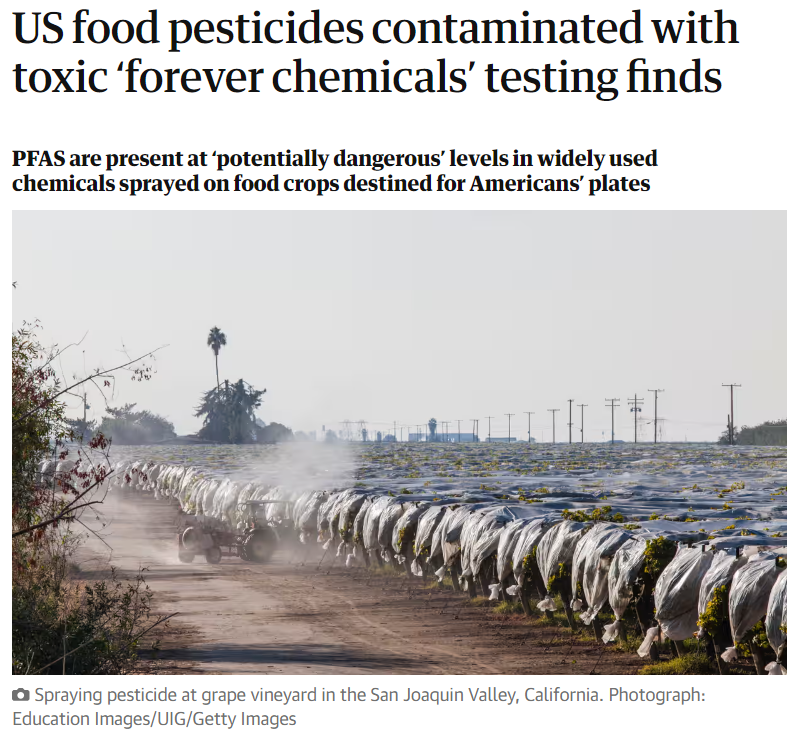 US food pesticides contaminated with
toxic ‘forever chemicals’ testing finds
PFAS are present at ‘potentially dangerous’ levels in widely used
chemicals sprayed on food crops destined for Americans’ plates
Spraying pesticide at grape vineyard in the San Joaquin Valley, California. Photograph:
Education Images/UIG/Getty Images